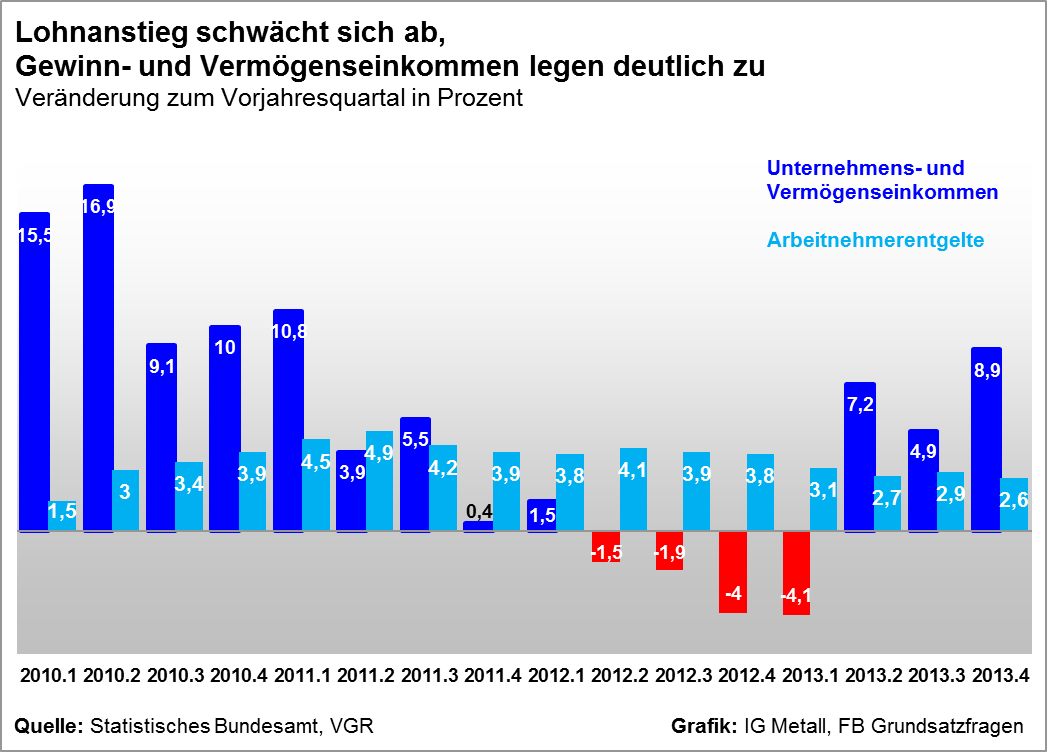 Lohnanstieg schwächt sich ab,
Gewinn- und Vermögenseinkommen legen deutlich zu
Veränderung zum Vorjahresquartal in Prozent
Unternehmens- und
Vermögenseinkommen
Arbeitnehmerentgelte
15,5 1,5 16,9 3 9,1 3,4 10 3,9 10,8 4,5 3,9 4,9 5,5 4,2 0,4 3,9 1,5 3,8 -1,5 4,1 -1,9 3,9 -4 3,8 -4,1 3,1 7,2 2,7 4,9 2,9 8,9 2,6
2010.1 2010.2 2010.3 2010.4 2011.1 2011.2 2011.3 2011.4 2012.1 2012.2 2012.3 2012.4 2013.1 2013.2 2013.3 2013.4
Quelle: Statistisches Bundesamt, VGR Grafik: IG Metall, FB Grundsatzfragen